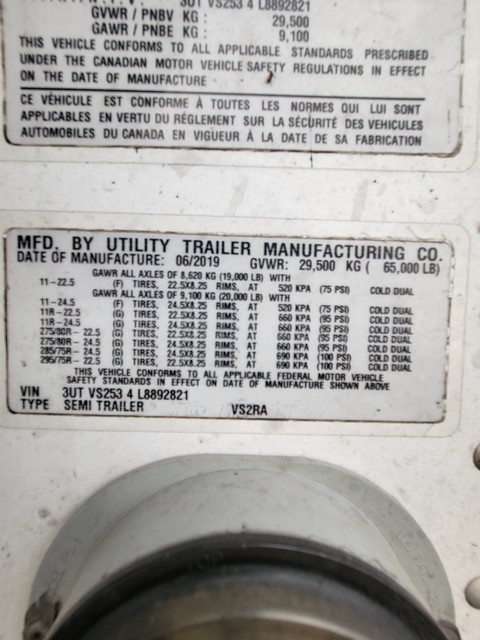 3UT VS253 4 L8892821
GVWR / PNBV KG : 29,500
GAWR / PNBE KG : 9,100
THIS VEHICLE CONFORMS TO ALL APPLICABLE STANDARDS PRESCRIBED
UNDER THE CANADIAN MOTOR VEHICLE SAFETY REGULATIONS IN EFFECT
ON THE DATE OF MANUFACTURE
CE VÉHICULE EST CONFORME À TOUTES LES NORMES QUI LUI SONT
APPLICABLES EN VERTU DU RÉGLEMENT SUR LA SÉCURITÉ DES VEHICULES
AUTOMOBILES DU CANADA EN VIGUEUR À LA DATE DE SA FABRICATION
MFD. BY UTILITY TRAILER MANUFACTURING CO.
DATE OF MANUFACTURE: 06/2019 GVWR: 29,500 KG ( 65,000 LB)
GAWR ALL AXLES OF 8,620 KG (19,000 LB) WITH
11-22.5 (F) TIRES, 22.5X8.25 RIMS, AT 520 KPA (75 PSI) COLD DUAL
GAWR ALL AXLES OF 9,100 KG (20,000 LB) WITH
11-24.5 (F) TIRES, 24.5X8.25 RIMS, AT 520 KPA (75 PSI) COLD DUAL
11R-22.5 (G) TIRES, 22.5X8.25 RIMS, AT 660 KPA (95 PSI) COLD DUAL
11R-24.5 (G) TIRES, 24.5X8.25 RIMS, AT 660 KPA (95 PSI) COLD DUAL
275/80R - 22.5 (G) TIRES, 22.5X8.25 RIMS, AT 660 KPA (95 PSI) COLD DUAL
275/80R - 24.5 (G) TIRES, 24.5X8.25 RIMS, AT 660 KPA (95 PSI) COLD DUAL
285/75R - 24.5 (G) TIRES, 24.5X8.25 RIMS, AT 690 KPA (100 PSI) COLD DUAL
295/75R - 22.5 (G) TIRES, 22.5X8.25 RIMS, AT 690 KPA (100 PSI) COLD DUAL
THIS VEHICLE CONFORMS TO ALL APPLICABLE FEDERAL MOTOR VEHICLE
SAFETY STANDARDS IN EFFECT ON DATE OF MANUFACTURE SHOWN ABOVE
VIN 3UT VS253 4 L8892821
TYPE SEMI TRAILER VS2RA